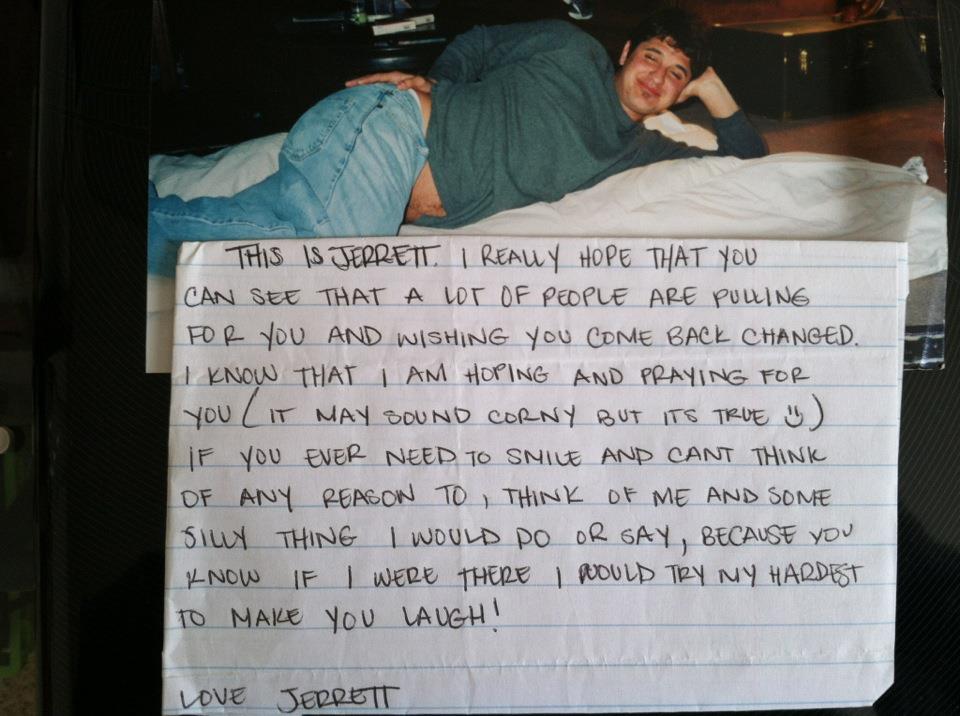 THIS IS JERRETT. I REALLY HOPE THAT YOU
CAN SEE THAT A LOT OF PEOPLE ARE PULLING
FOR YOU AND WISHING YOU COME BACK CHANGED.
I KNOW THAT I AM HOPING AND PRAYING FOR
YOU (IT MAY SOUND CORNY BUT ITS TRUE :))
IF YOU EVER NEED TO SMILE AND CANT THINK
OF ANY REASON TO, THINK OF ME AND SOME
SILLY THING I WOULD DO OR SAY, BECAUSE YOU
KNOW IF I WERE THERE I WOULD TRY MY HARDEST
TO MAKE YOU LAUGH!
LOVE JERRETT